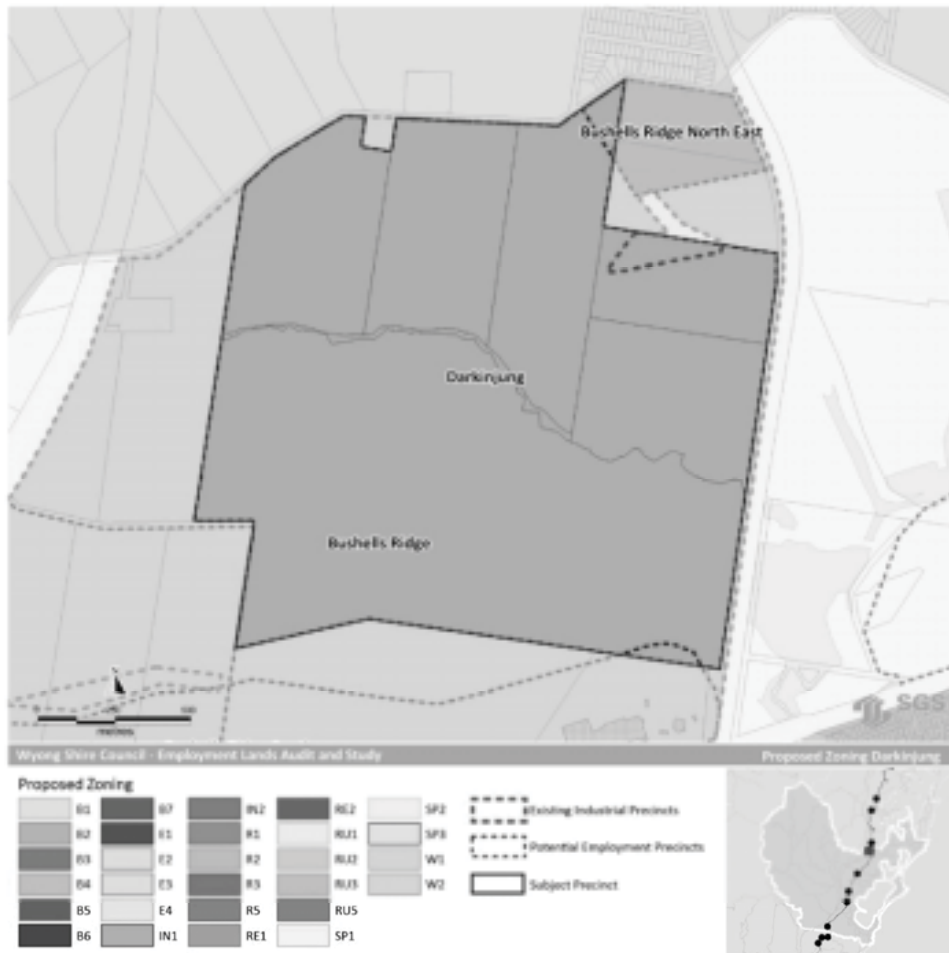 Bushells Ridge North East
Darkinjung
Bushells Ridge
metres
SGS
Wyong Shire Council - Employment Lands Audit and Study
Proposed Zoning Darkinjung
Proposed Zoning
B1 B7 IN2 RE2 SP2
B2 E1 R1 RU1 SP3
B3 E2 R2 RU2 W1
B4 E3 R3 RU3 W2
B5 E4 R5 RU5
B6 IN1 RE1 SP1
Existing Industrial Precincts
Potential Employment Precincts
Subject Precinct